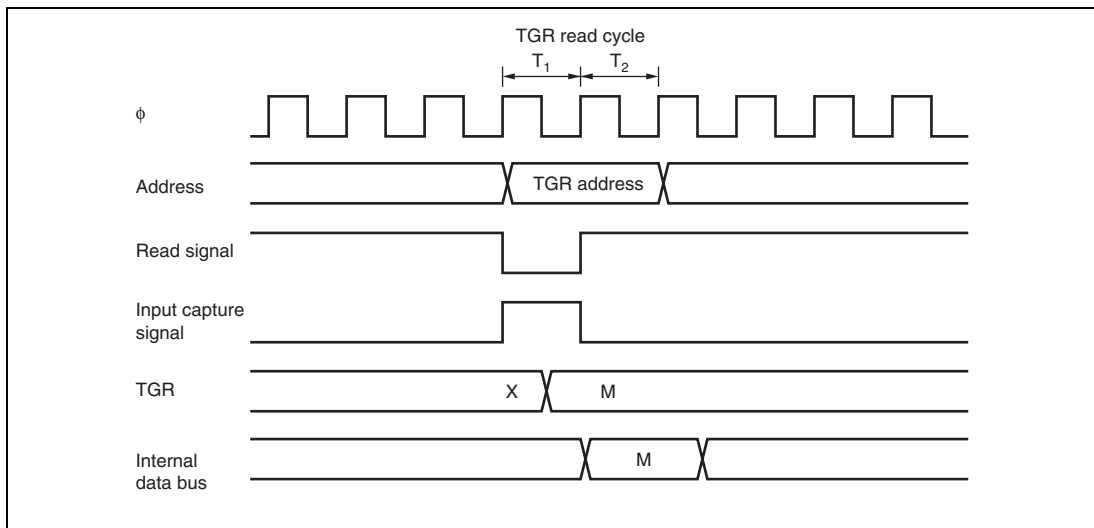 TGR read cycle
T1 T2
ϕ
Address
TGR address
Read signal
Input capture
signal
TGR
X
M
Internal
data bus
M